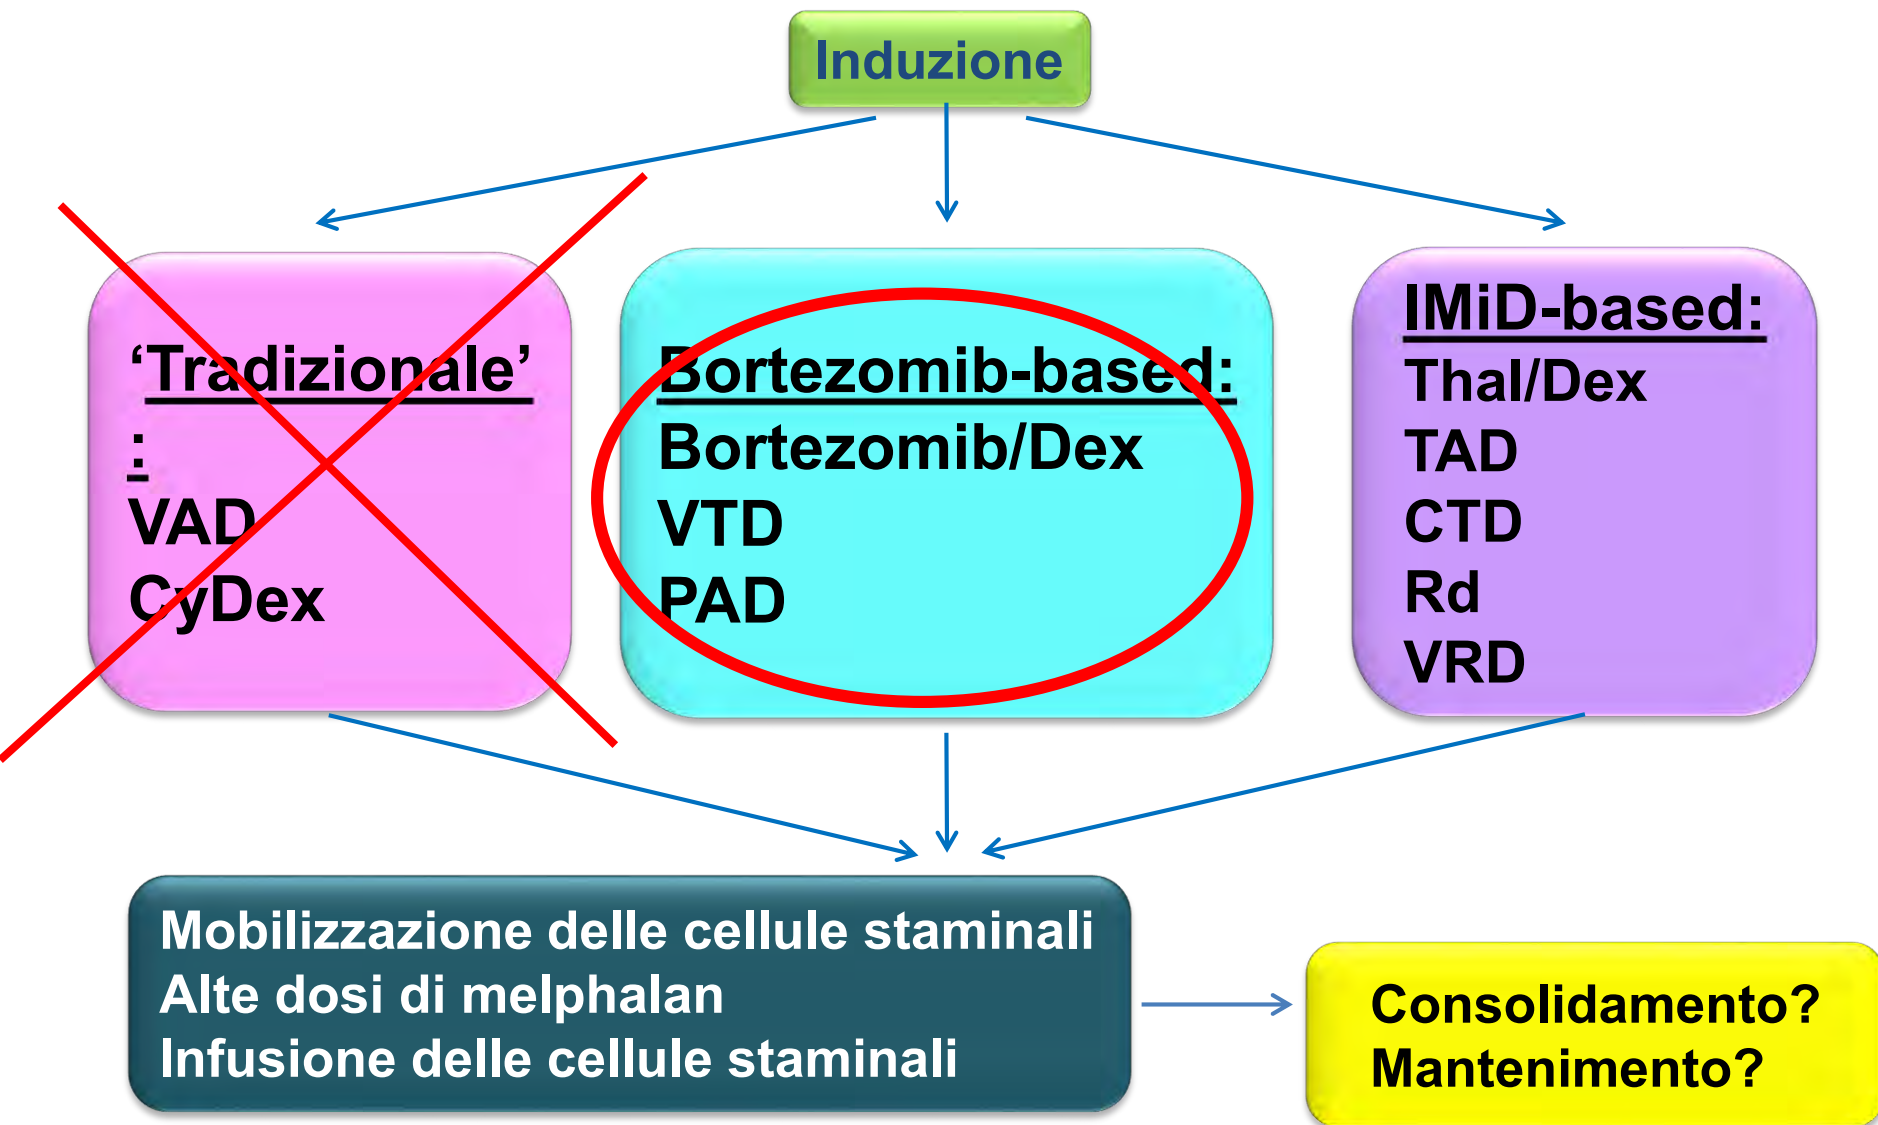 Induzione
‘Tradizionale’
:
VAD
CyDex
Bortezomib-based:
Bortezomib/Dex
VTD
PAD
IMiD-based:
Thal/Dex
TAD
CTD
Rd
VRD
Mobilizzazione delle cellule staminali
Alte dosi di melphalan
Infusione delle cellule staminali
Consolidamento?
Mantenimento?